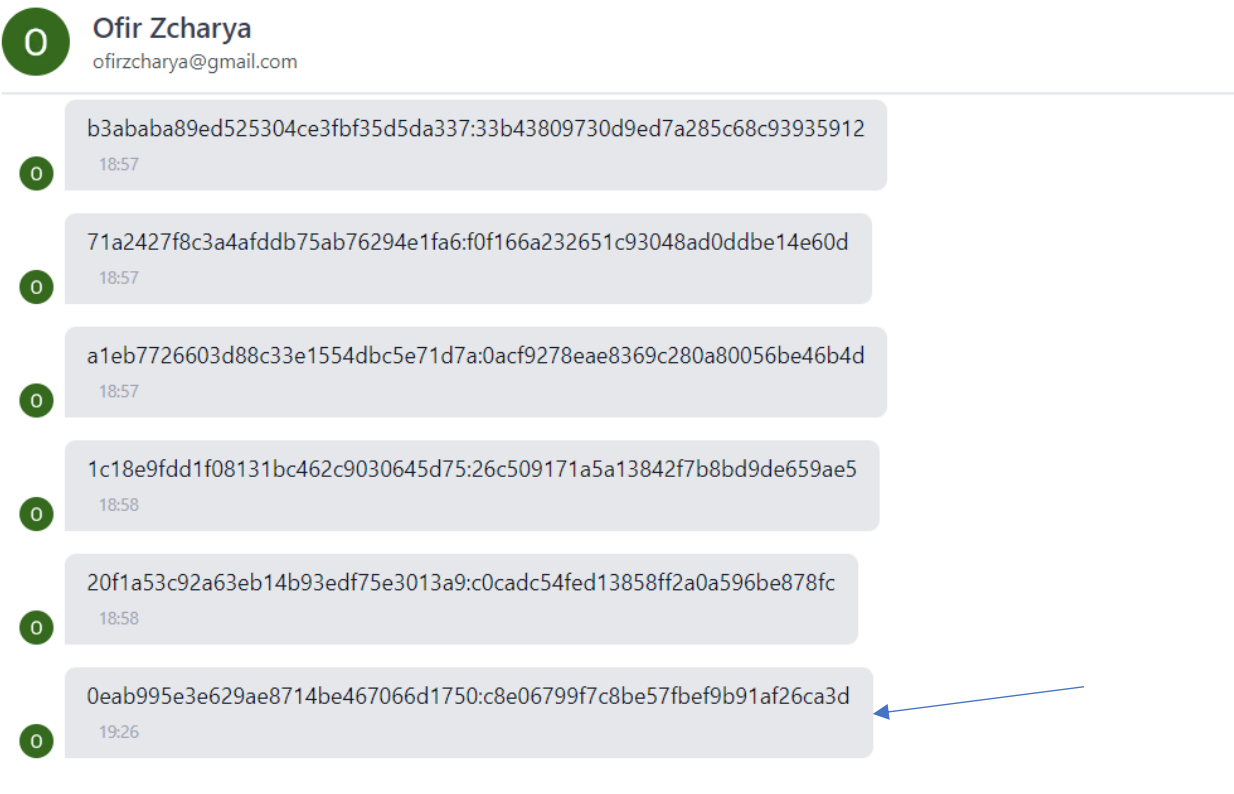 O
Ofir Zcharya
ofirzcharya@gmail.com
b3ababa89ed525304ce3fbf35d5da337:33b43809730d9ed7a285c68c93935912
18:57
O
71a2427f8c3a4afddb75ab76294e1fa6:f0f166a232651c93048ad0ddbe14e60d
18:57
O
a1eb7726603d88c33e1554dbc5e71d7a:0acf9278eae8369c280a80056be46b4d
18:57
O
1c18e9fdd1f08131bc462c9030645d75:26c509171a5a13842f7b8bd9de659ae5
18:58
O
20f1a53c92a63eb14b93edf75e3013a9:c0cadc54fed13858ff2a0a596be878fc
18:58
O
0eab995e3e629ae8714be467066d1750:c8e06799f7c8be57fbef9b91af26ca3d
19:26
O